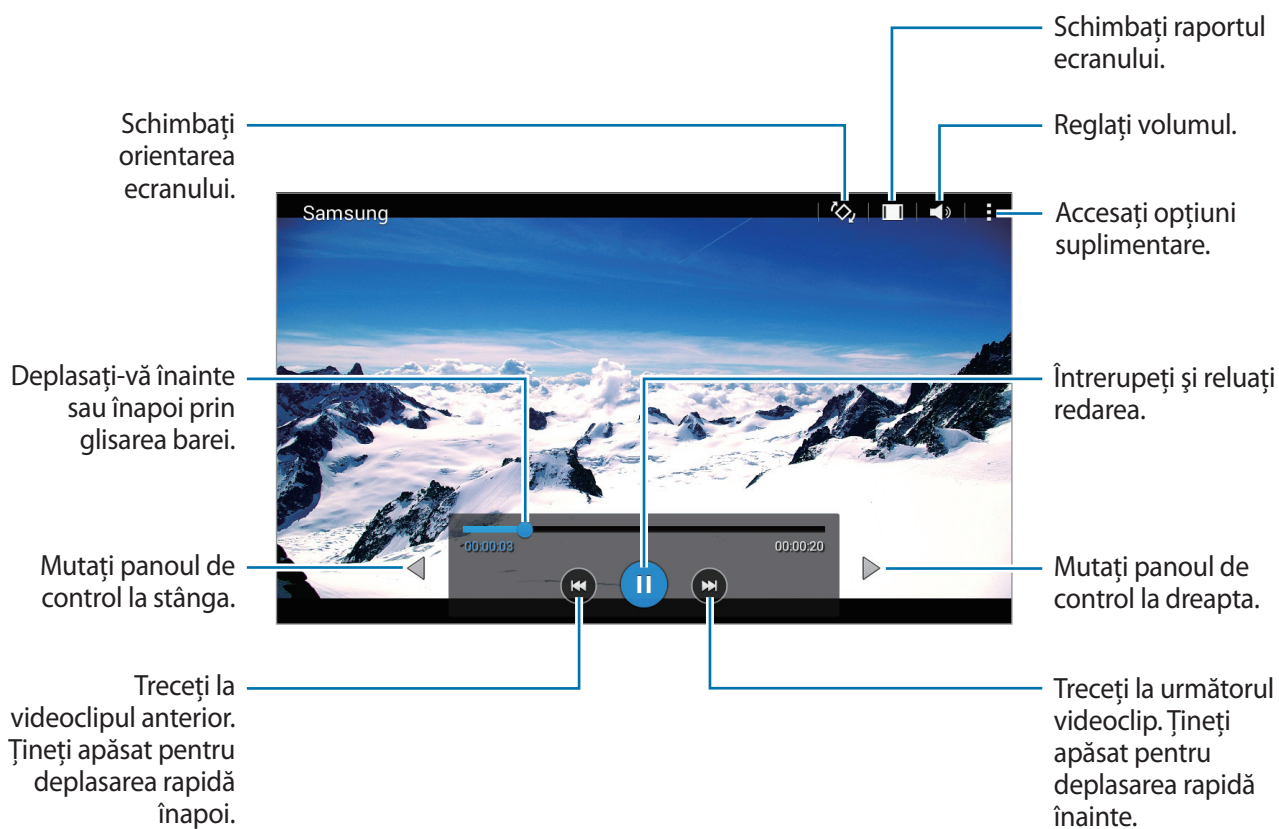 Schimbați raportul
ecranului.
Schimbați
orientarea
ecranului.
Reglați volumul.
Samsung
Accesați opțiuni
suplimentare.
Deplasați-vă înainte
sau înapoi prin
glisarea barei.
Întrerupeți şi reluați
redarea.
00:00:03
00:00:20
Mutați panoul de
control la stânga.
Mutați panoul de
control la dreapta.
Treceți la
videoclipul anterior.
Țineți apăsat pentru
deplasarea rapidă
înapoi.
Treceți la următorul
videoclip. Țineți
apăsat pentru
deplasarea rapidă
înainte.